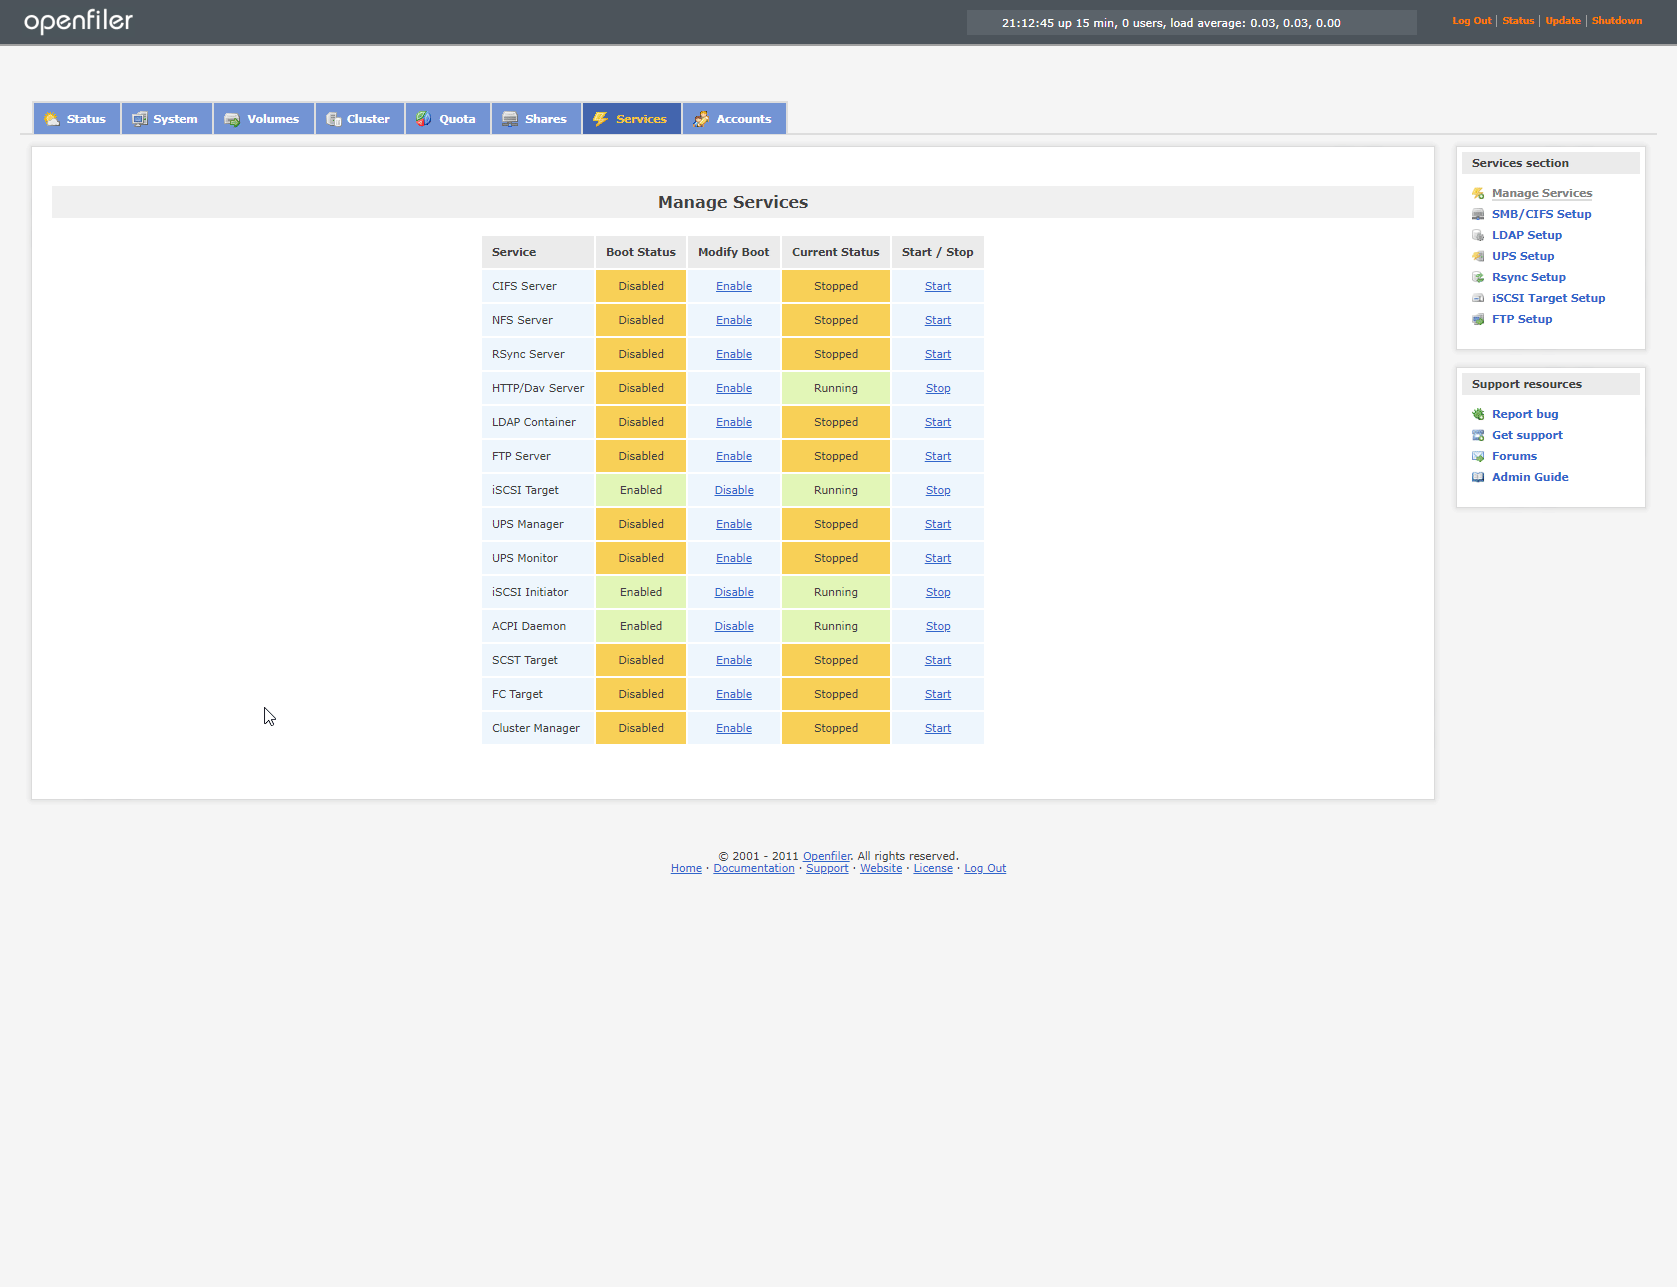 openfiler
21:12:45 up 15 min, 0 users, load average: 0.03, 0.03, 0.00
Log Out | Status | Update | Shutdown
Status System Volumes Cluster Quota Shares Services Accounts
Manage Services
Service Boot Status Modify Boot Current Status Start / Stop
CIFS Server Disabled Enable Stopped Start
NFS Server Disabled Enable Stopped Start
RSync Server Disabled Enable Stopped Start
HTTP/Dav Server Disabled Enable Running Stop
LDAP Container Disabled Enable Stopped Start
FTP Server Disabled Enable Stopped Start
iSCSI Target Enabled Disable Running Stop
UPS Manager Disabled Enable Stopped Start
UPS Monitor Disabled Enable Stopped Start
iSCSI Initiator Enabled Disable Running Stop
ACPI Daemon Enabled Disable Running Stop
SCST Target Disabled Enable Stopped Start
FC Target Disabled Enable Stopped Start
Cluster Manager Disabled Enable Stopped Start
Services section
Manage Services
SMB/CIFS Setup
LDAP Setup
UPS Setup
Rsync Setup
iSCSI Target Setup
FTP Setup
Support resources
Report bug
Get support
Forums
Admin Guide
© 2001 - 2011 Openfiler. All rights reserved.
Home · Documentation · Support · Website · License · Log Out